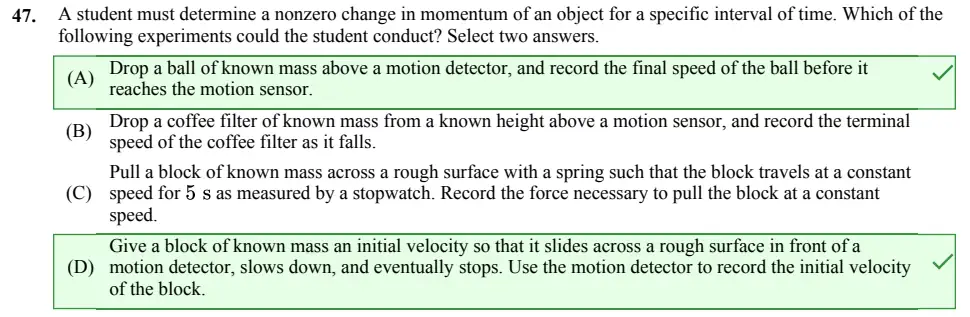 47. A student must determine a nonzero change in momentum of an object for a specific interval of time. Which of the
following experiments could the student conduct? Select two answers.
(A) Drop a ball of known mass above a motion detector, and record the final speed of the ball before it
reaches the motion sensor.
(B) Drop a coffee filter of known mass from a known height above a motion sensor, and record the terminal
speed of the coffee filter as it falls.
Pull a block of known mass across a rough surface with a spring such that the block travels at a constant
(C) speed for 5 s as measured by a stopwatch. Record the force necessary to pull the block at a constant
speed.
Give a block of known mass an initial velocity so that it slides across a rough surface in front of a
(D) motion detector, slows down, and eventually stops. Use the motion detector to record the initial velocity
of the block.